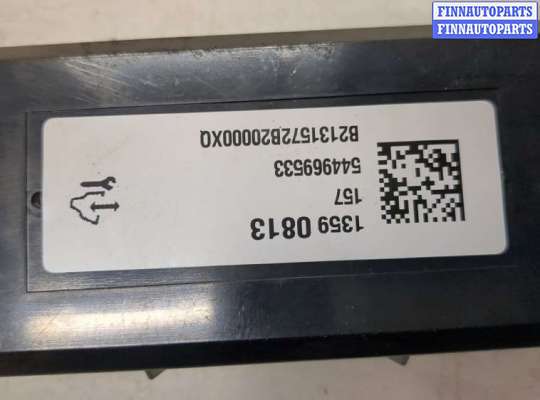 FINNAUTOPARTS
FINNAUTOPARTS
1359 0813
157
544969533
B2131572B20000XQ